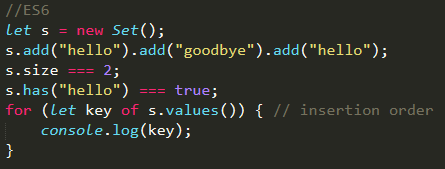 //ES6
let s = new Set();
s.add("hello").add("goodbye").add("hello");
s.size === 2;
s.has("hello") === true;
for (let key of s.values()) { // insertion order
    console.log(key);
}